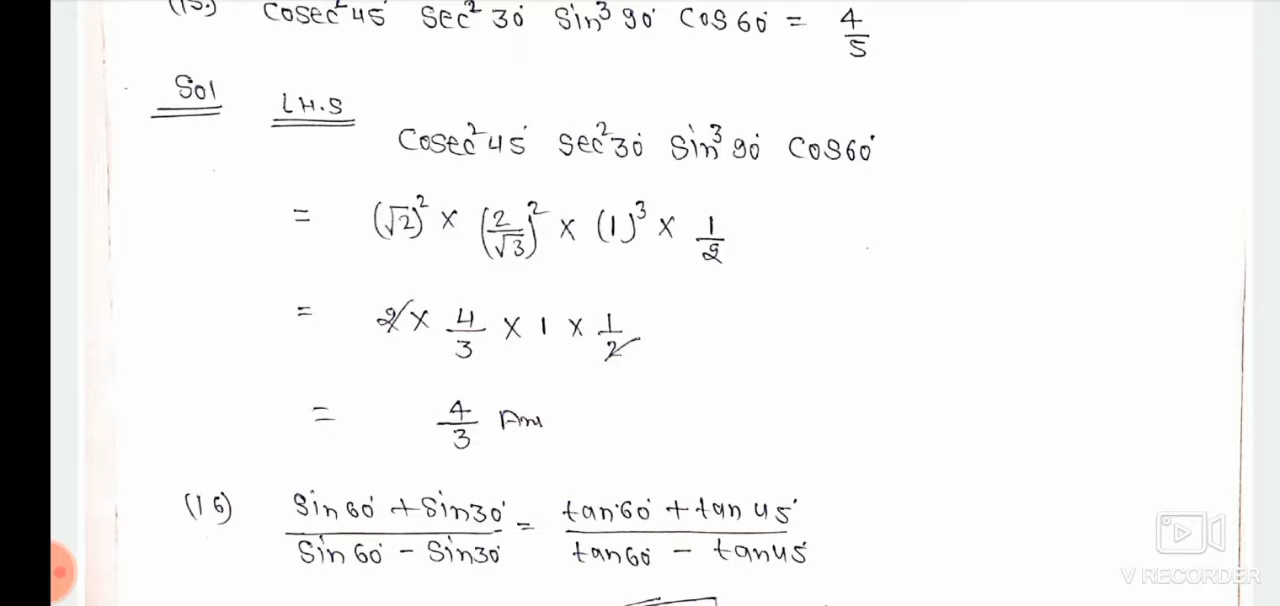 (15.) Cosec²45° Sec²30° Sin³90° Cos60° = 4/5
Sol L.H.S
Cosec²45° Sec²30° Sin³90° Cos60°
= (√2)² × (2/√3)² × (1)³ × 1/2
= 2 × 4/3 × 1 × 1/2
= 4/3 Ans
(16) Sin60° + Sin30° / Sin60° - Sin30° = tan60° + tan45° / tan60° - tan45°
V RECORDER